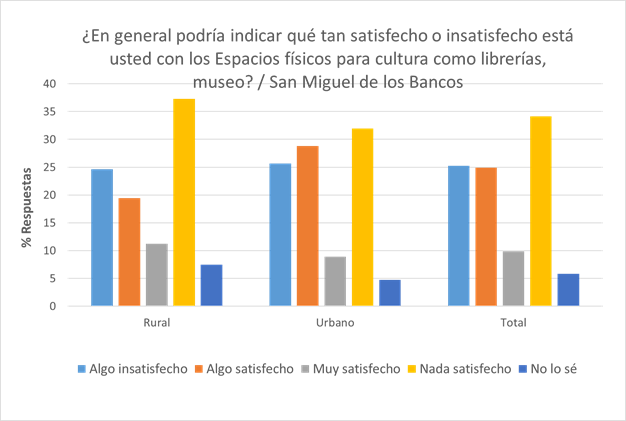 ¿En general podría indicar qué tan satisfecho o insatisfecho está
usted con los Espacios físicos para cultura como librerías,
museo? / San Miguel de los Bancos
40
35
30
25
20
15
10
5
0
% Respuestas
Rural
Urbano
Total
Algo insatisfecho
Algo satisfecho
Muy satisfecho
Nada satisfecho
No lo sé